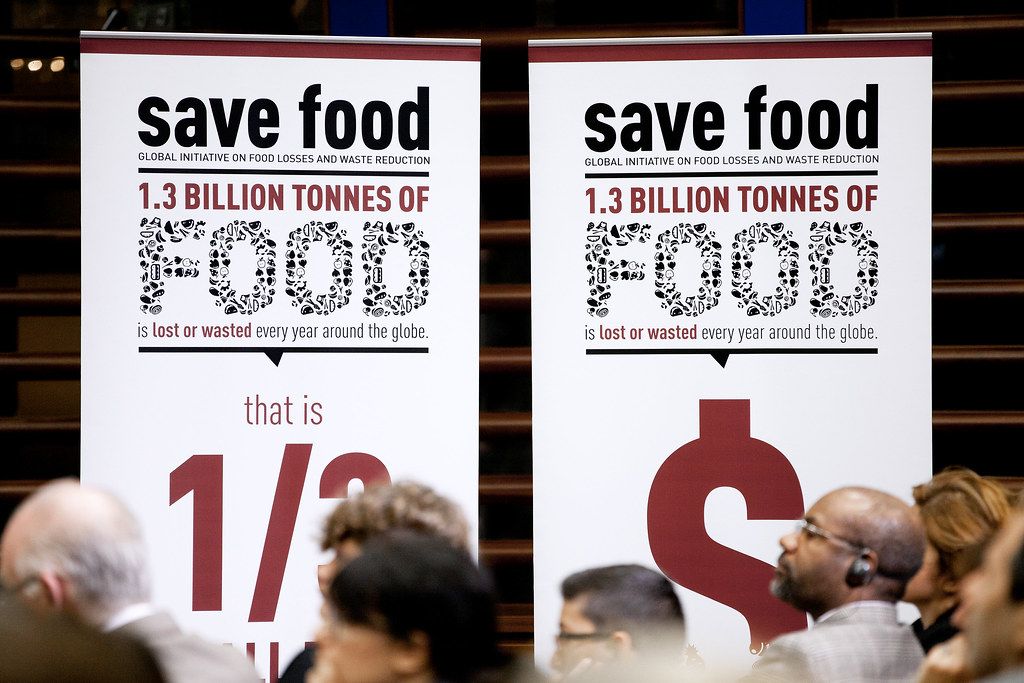 save food
GLOBAL INITIATIVE ON FOOD LOSSES AND WASTE REDUCTION
1.3 BILLION TONNES OF
FOOD
is lost or wasted every year around the globe.
that is
save food
GLOBAL INITIATIVE ON FOOD LOSSES AND WASTE REDUCTION
1.3 BILLION TONNES OF
FOOD
is lost or wasted every year around the globe.
$